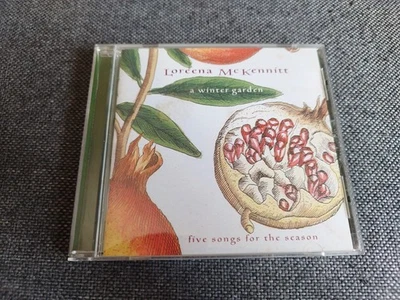 Loreena McKennitt
a winter garden
five songs for the season